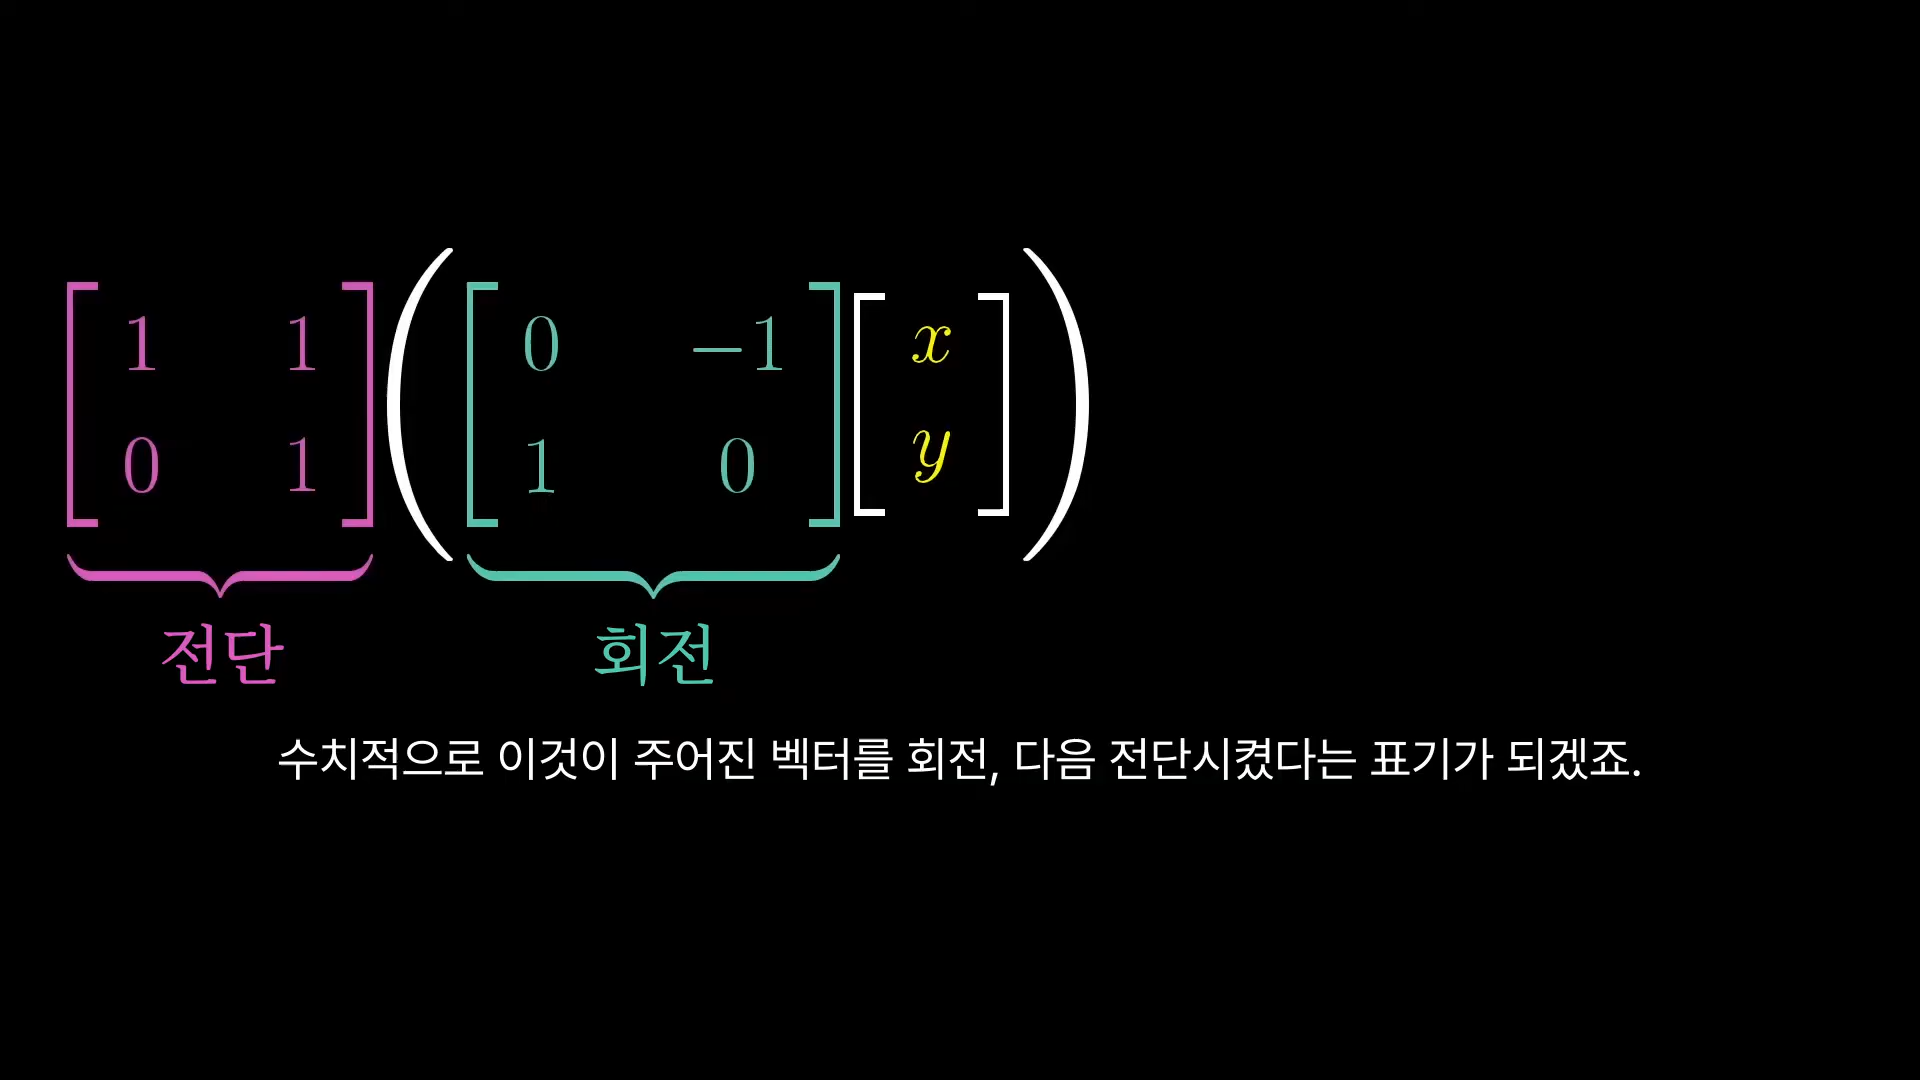 [ 1 1 ] ( [ 0 −1 ] [ x ] )
[ 0 1 ] ( [ 1 0 ] [ y ] )
전단 회전
수치적으로 이것이 주어진 벡터를 회전, 다음 전단시켰다는 표기가 되겠죠.